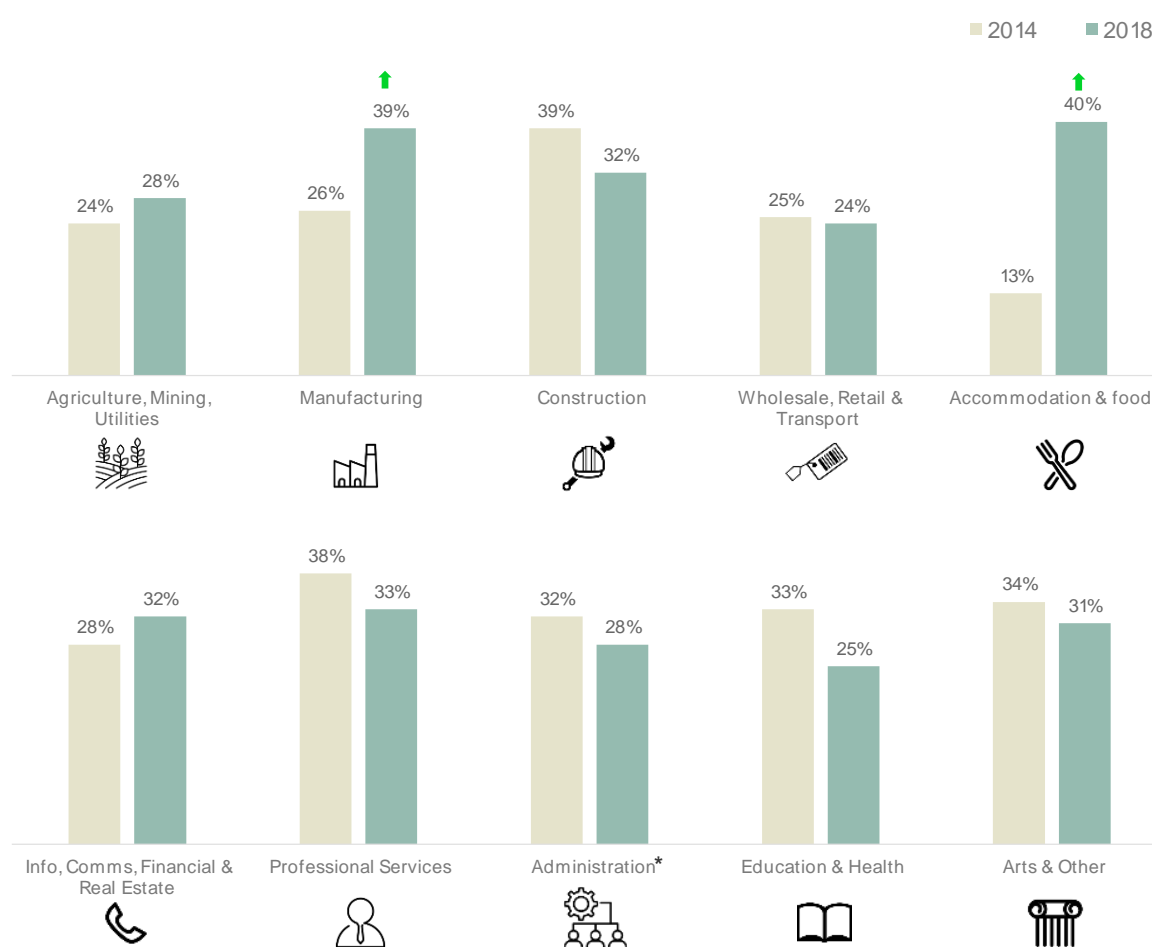 2014 2018
39% 39% 40%
28% 32%
24% 26% 25% 24%
13%
Agriculture, Mining, Utilities
Manufacturing
Construction
Wholesale, Retail & Transport
Accommodation & food
38%
32% 33% 32% 33% 34% 31%
28% 28% 25%
Info, Comms, Financial & Real Estate
Professional Services
Administration*
Education & Health
Arts & Other